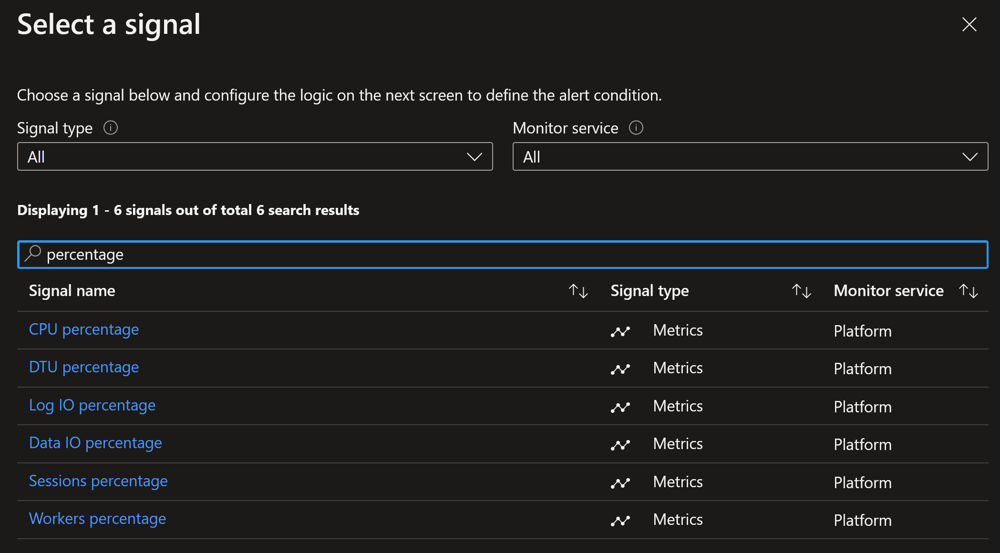 Select a signal
Choose a signal below and configure the logic on the next screen to define the alert condition.
Signal type Monitor service
All All
Displaying 1 - 6 signals out of total 6 search results
percentage
Signal name Signal type Monitor service
CPU percentage Metrics Platform
DTU percentage Metrics Platform
Log IO percentage Metrics Platform
Data IO percentage Metrics Platform
Sessions percentage Metrics Platform
Workers percentage Metrics Platform